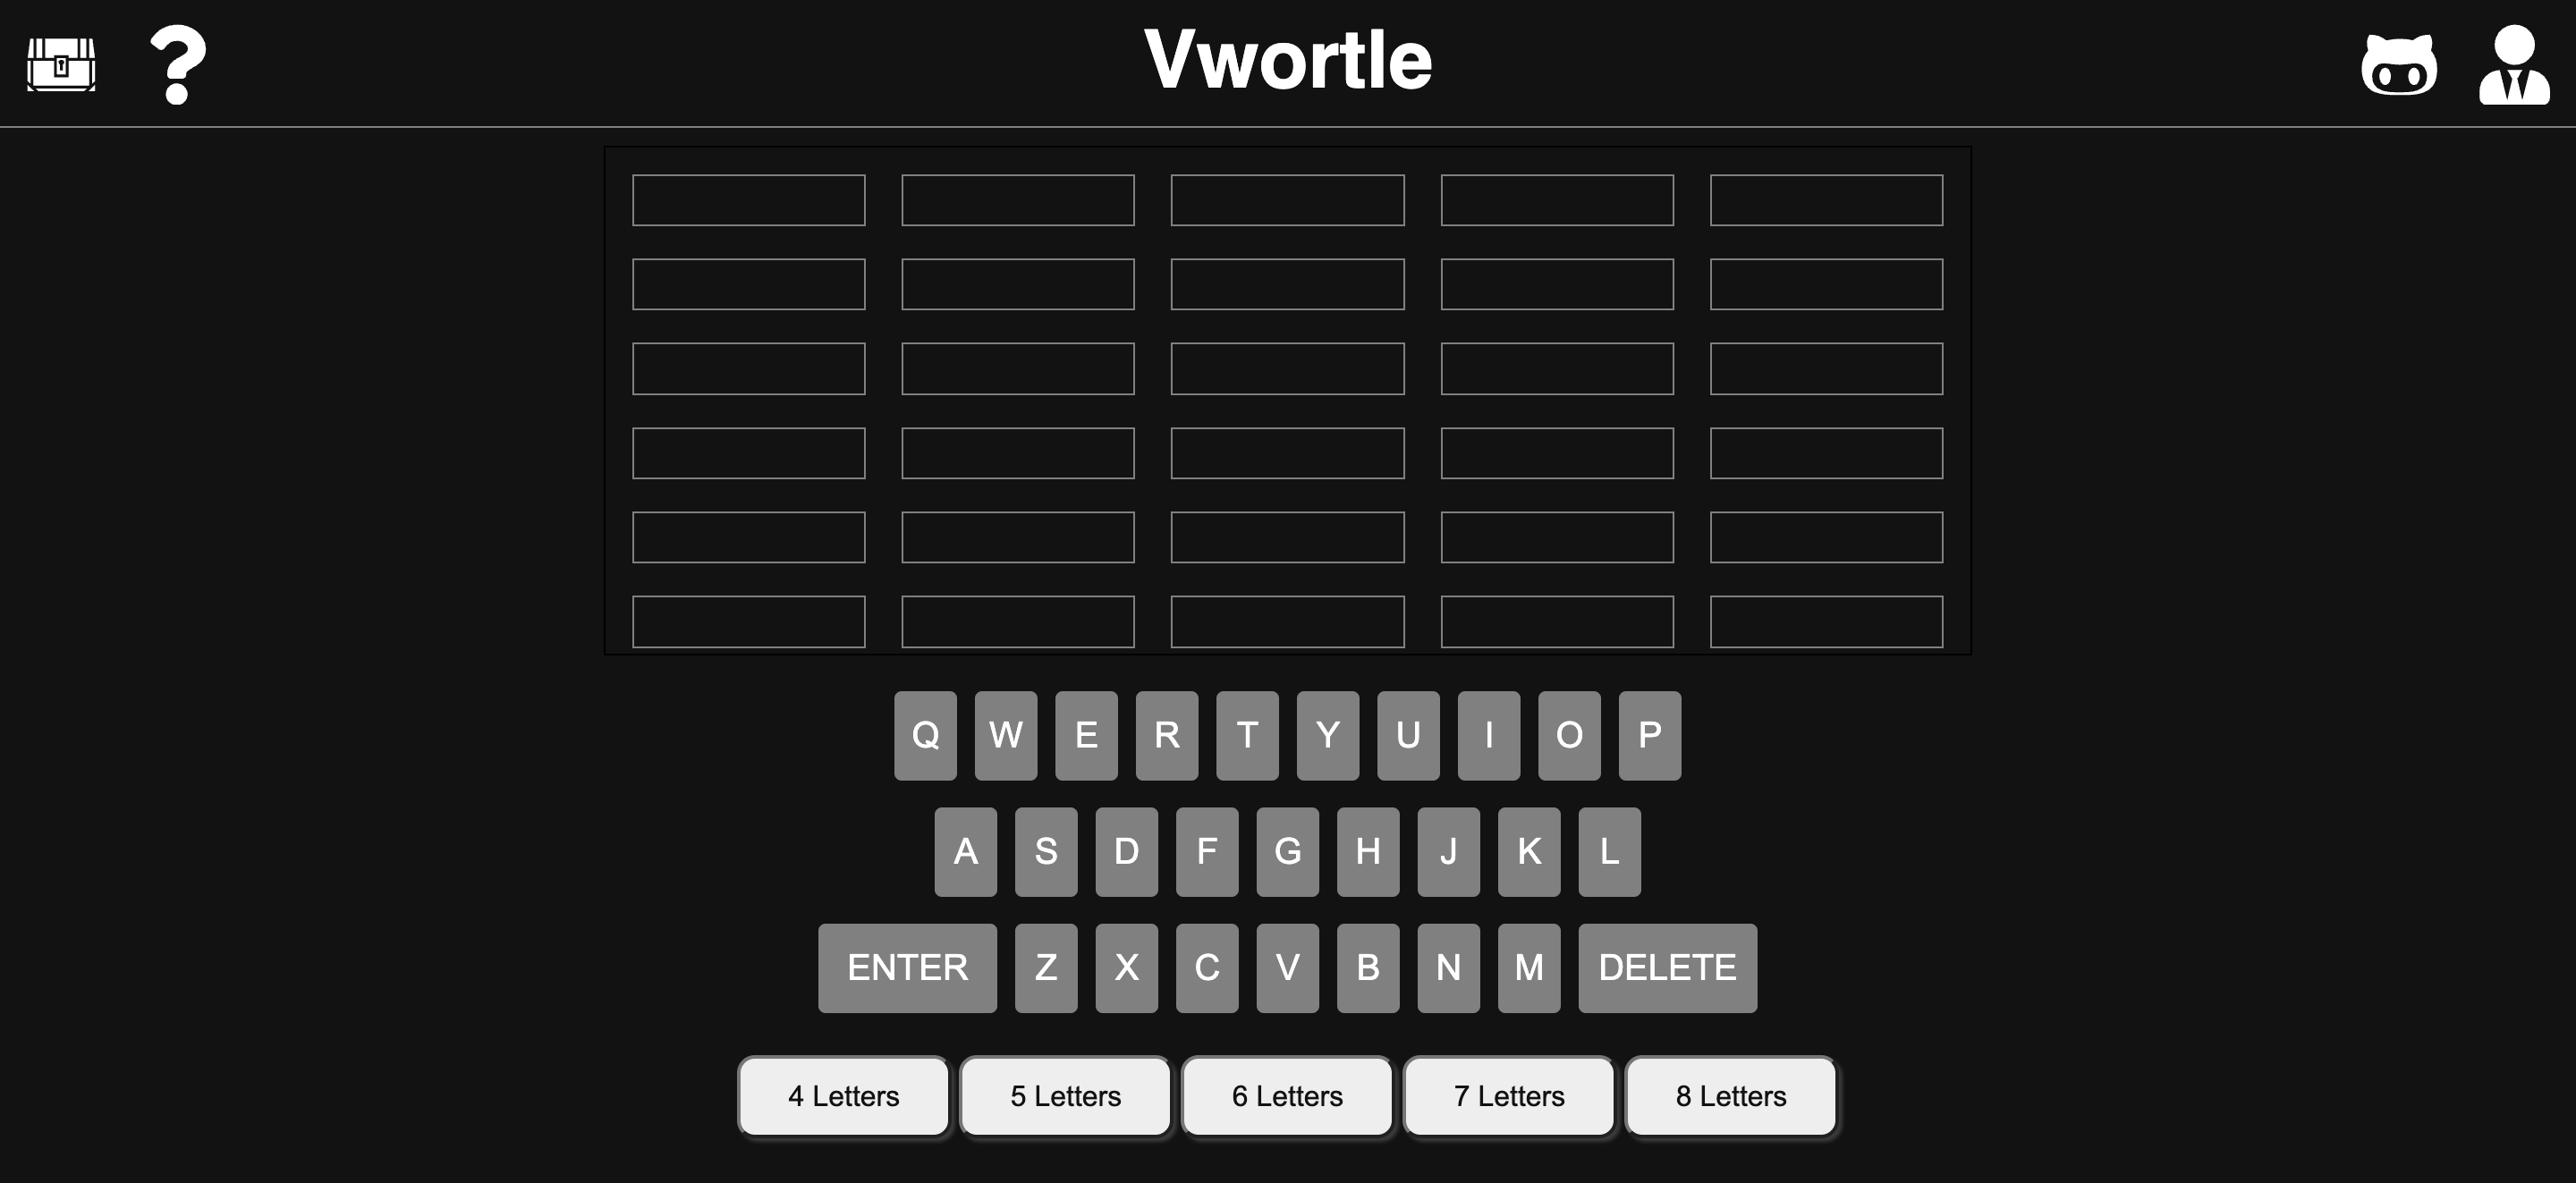 Vwortle
Q W E R T Y U I O P
A S D F G H J K L
ENTER Z X C V B N M DELETE
4 Letters 5 Letters 6 Letters 7 Letters 8 Letters